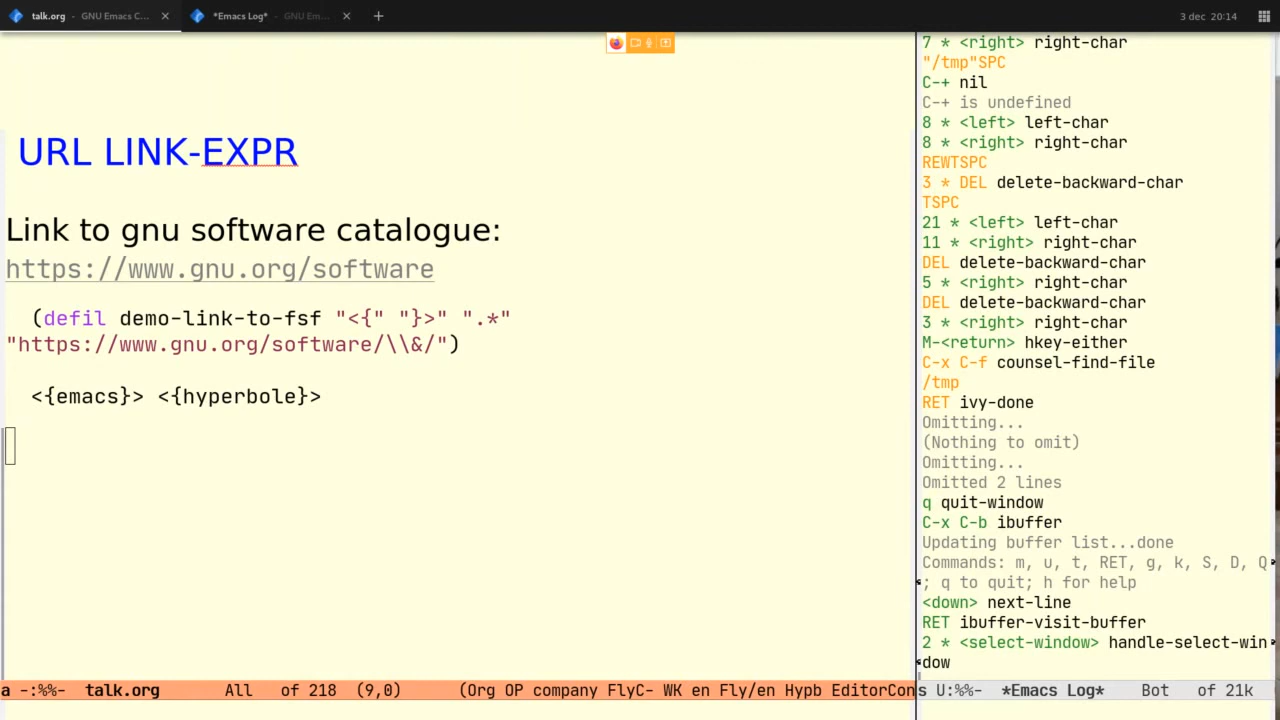 talk.org - GNU Emacs C...
*Emacs Log* - GNU Em...
3 dec 20:14
URL LINK-EXPR
Link to gnu software catalogue:
https://www.gnu.org/software
(defil demo-link-to-fsf "<{" "}>" ".*"
"https://www.gnu.org/software/\\&/")
<{emacs}> <{hyperbole}>
a -:%%- talk.org All of 218 (9,0) (Org OP company FlyC- WK en Fly/en Hypb EditorCon
7 * <right> right-char
"/tmp"SPC
C-+ nil
C-+ is undefined
8 * <left> left-char
8 * <right> right-char
REWTSPC
3 * DEL delete-backward-char
TSPC
21 * <left> left-char
11 * <right> right-char
DEL delete-backward-char
5 * <right> right-char
DEL delete-backward-char
3 * <right> right-char
M-<return> hkey-either
C-x C-f counsel-find-file
/tmp
RET ivy-done
Omitting...
(Nothing to omit)
Omitting...
Omitted 2 lines
q quit-window
C-x C-b ibuffer
Updating buffer list...done
Commands: m, u, t, RET, g, k, S, D, Q
; q to quit; h for help
<down> next-line
RET ibuffer-visit-buffer
2 * <select-window> handle-select-win
dow
s U:%%- *Emacs Log* Bot of 21k